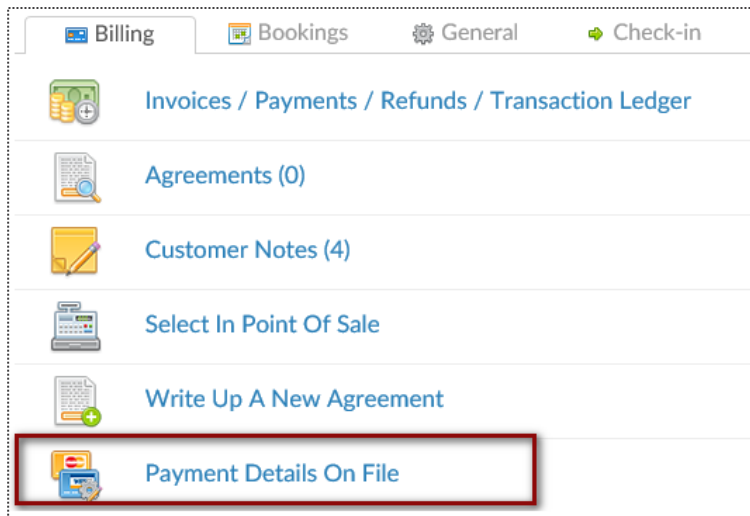 Billing Bookings General Check-in
Invoices / Payments / Refunds / Transaction Ledger
Agreements (0)
Customer Notes (4)
Select In Point Of Sale
Write Up A New Agreement
Payment Details On File